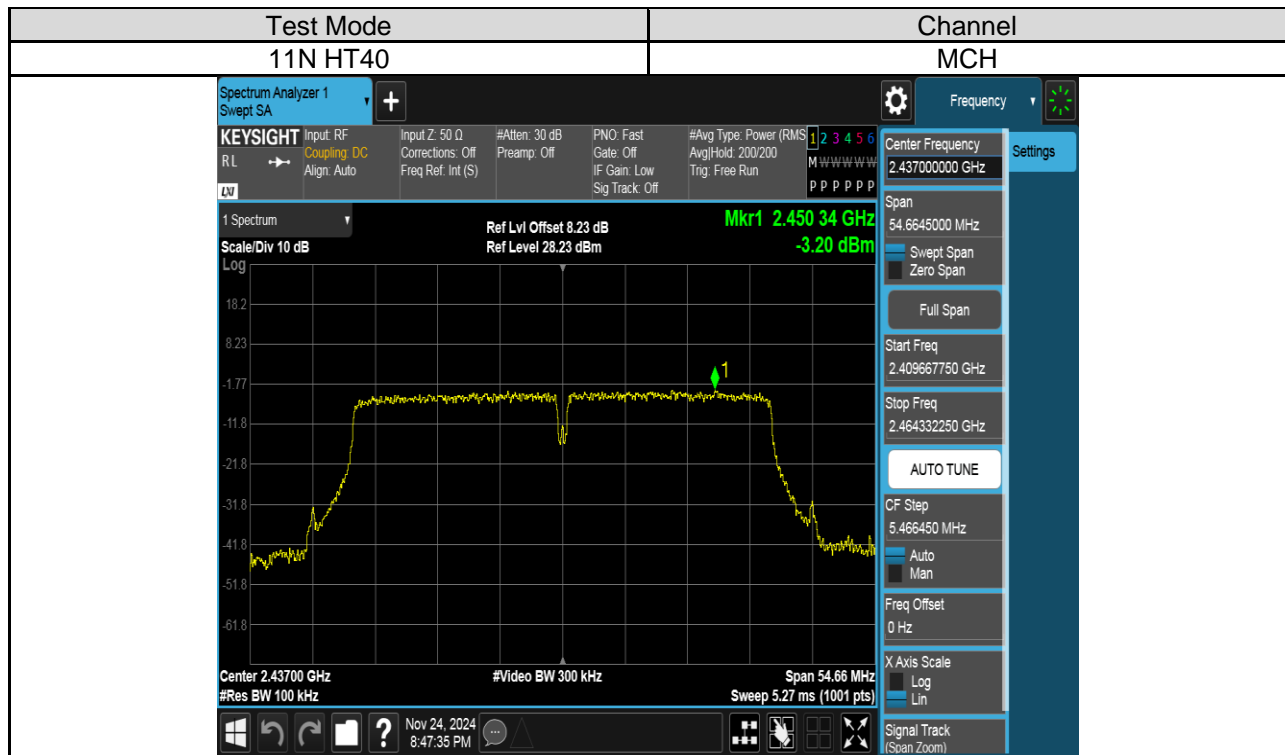 Test Mode Channel
11N HT40 MCH
Spectrum Analyzer 1
Swept SA
+
Frequency
KEYSIGHT Input: RF Input Z: 50 Ω #Atten: 30 dB PNO: Fast #Avg Type: Power (RMS 1 2 3 4 5 6
RL Coupling: DC Corrections: Off Preamp: Off Gate: Off Avg|Hold: 200/200 M W W W W W
Align: Auto Freq Ref: Int (S) IF Gain: Low Trig: Free Run
LXI Sig Track: Off P P P P P P
1 Spectrum
Ref Lvl Offset 8.23 dB Mkr1 2.450 34 GHz
Scale/Div 10 dB Ref Level 28.23 dBm -3.20 dBm
Log
18.2
8.23
1
-1.77
-11.8
-21.8
-31.8
-41.8
-51.8
-61.8
Center 2.43700 GHz #Video BW 300 kHz Span 54.66 MHz
#Res BW 100 kHz Sweep 5.27 ms (1001 pts)
? Nov 24, 2024
8:47:35 PM
Center Frequency
2.437000000 GHz
Settings
Span
54.6645000 MHz
Swept Span
Zero Span
Full Span
Start Freq
2.409667750 GHz
Stop Freq
2.464332250 GHz
AUTO TUNE
CF Step
5.466450 MHz
Auto
Man
Freq Offset
0 Hz
X Axis Scale
Log
Lin
Signal Track
(Span Zoom)